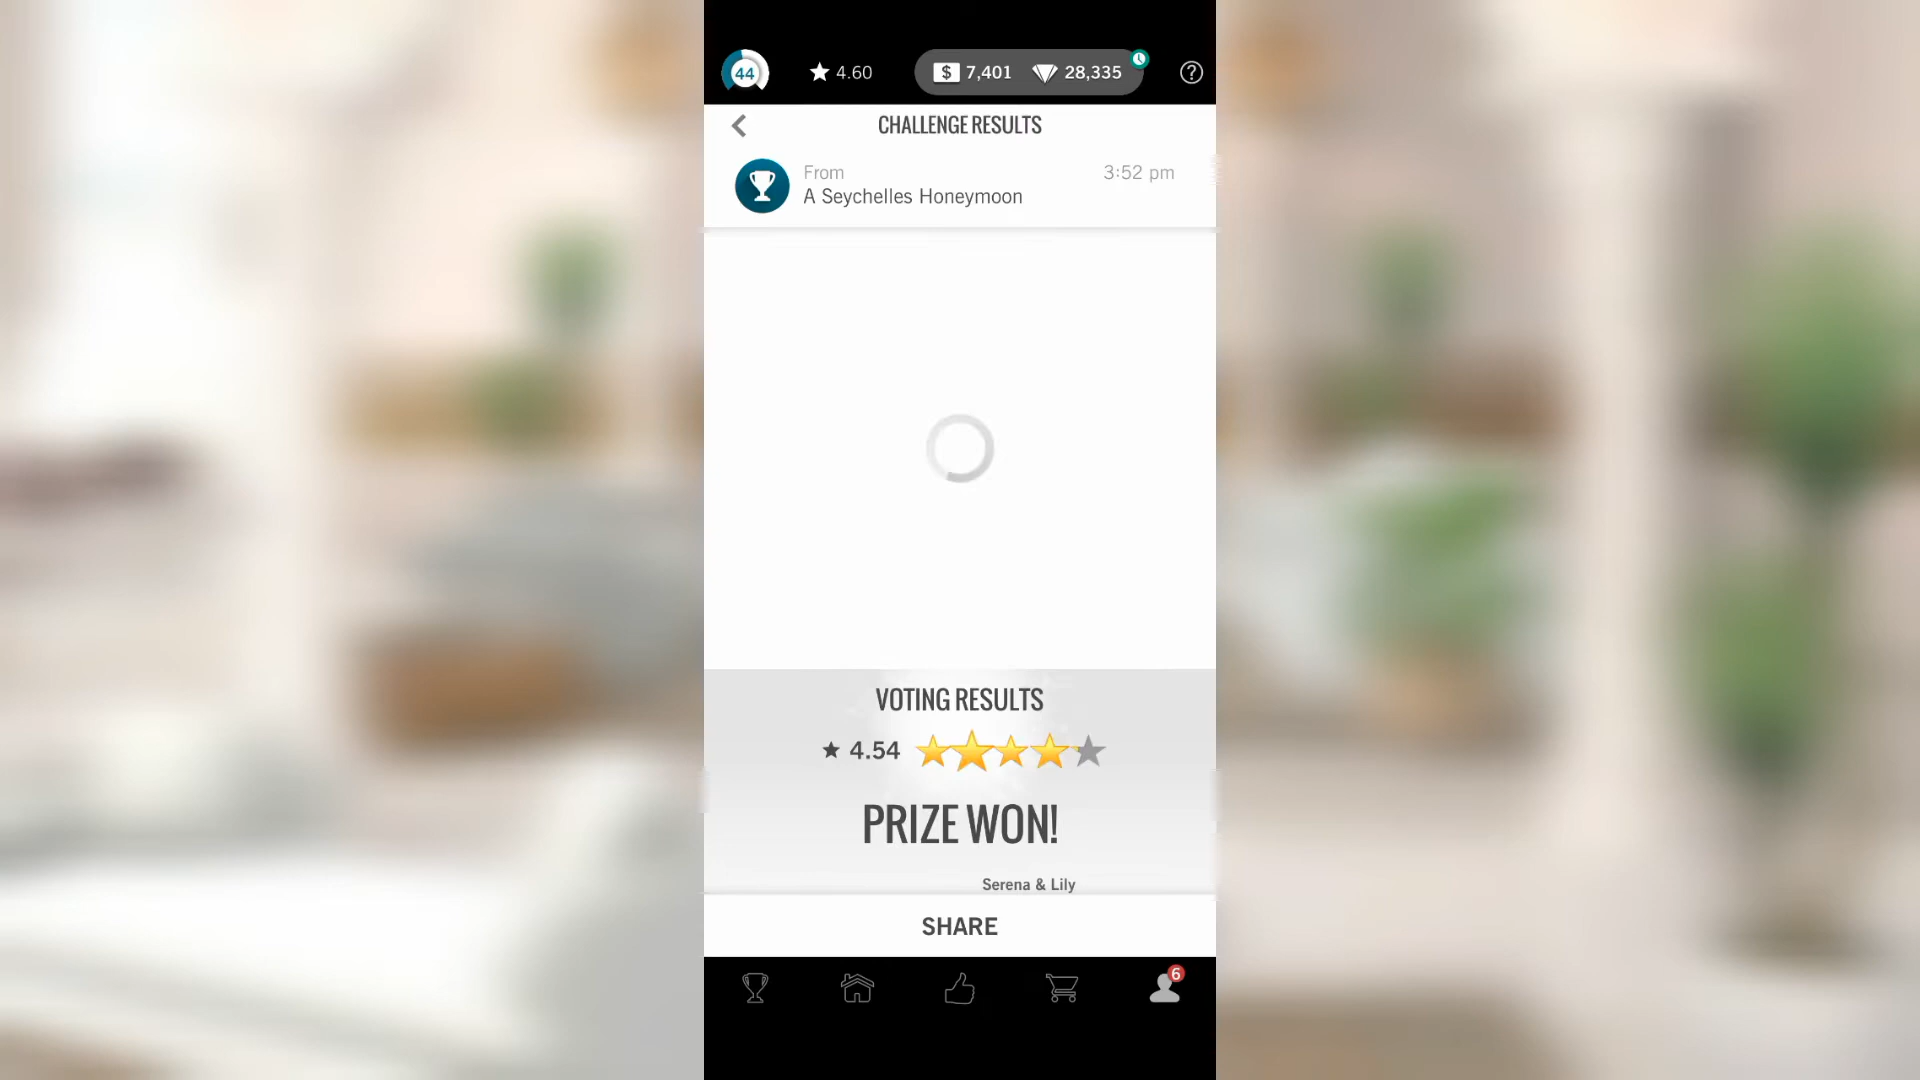 44
4.60
$ 7,401
28,335
?
CHALLENGE RESULTS
From
3:52 pm
A Seychelles Honeymoon
VOTING RESULTS
4.54
PRIZE WON!
Serena & Lily
SHARE
6